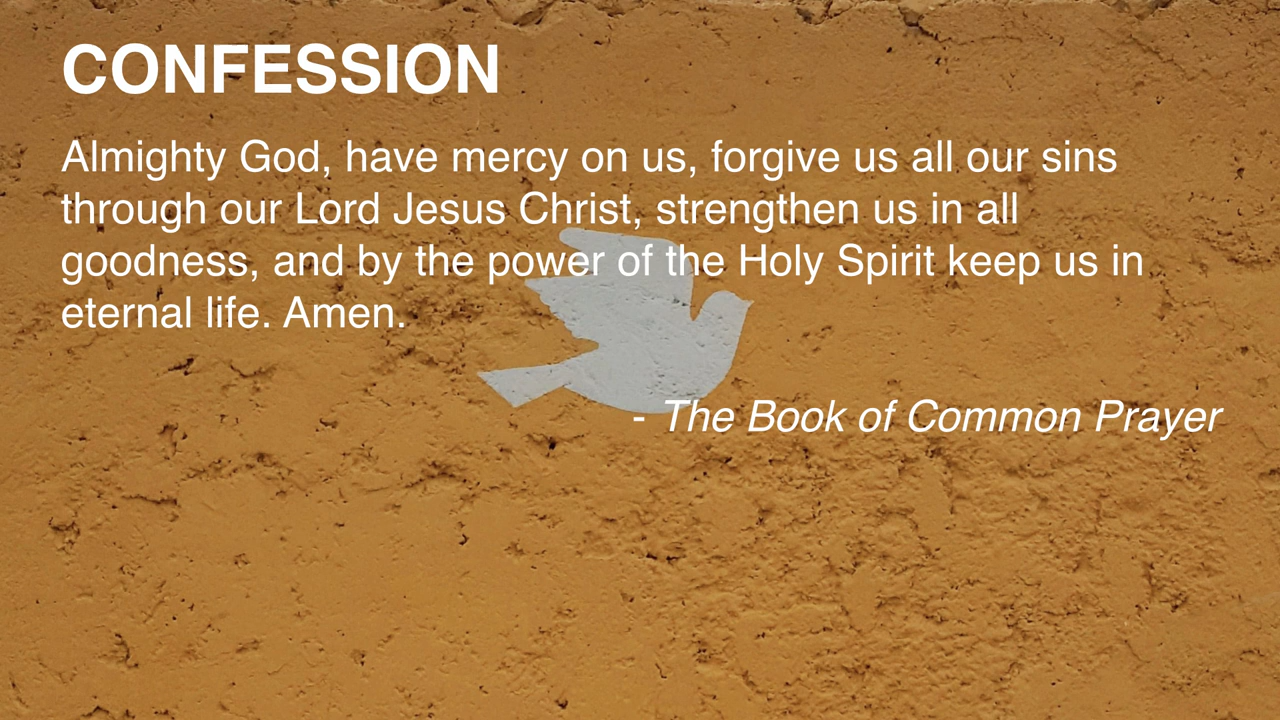 CONFESSION
Almighty God, have mercy on us, forgive us all our sins
through our Lord Jesus Christ, strengthen us in all
goodness, and by the power of the Holy Spirit keep us in
eternal life. Amen.
- The Book of Common Prayer